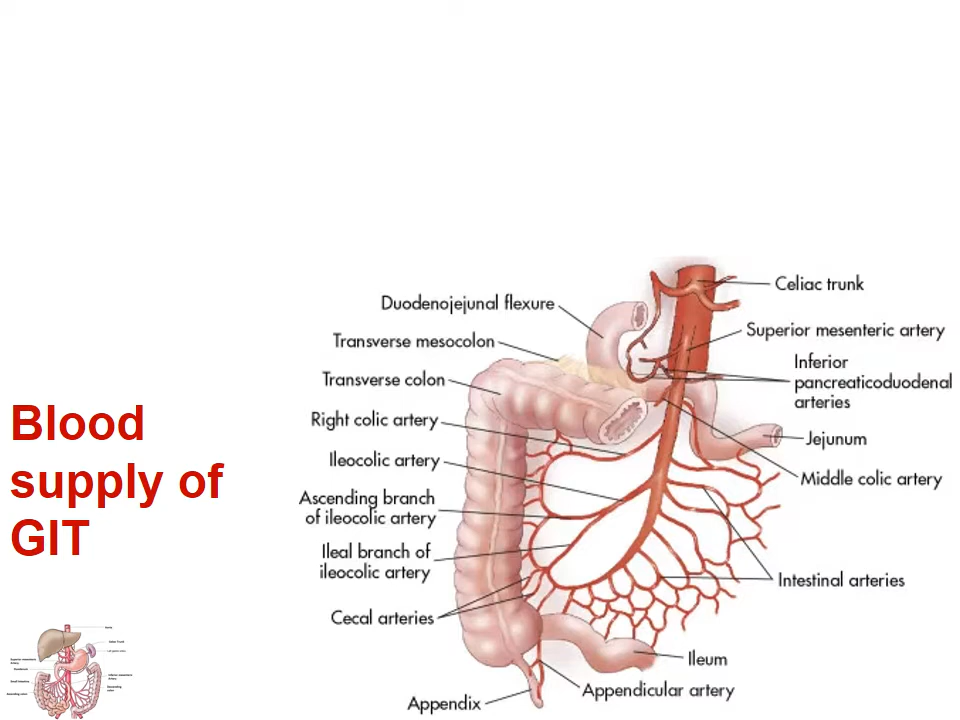 Celiac trunk
Duodenojejunal flexure
Superior mesenteric artery
Transverse mesocolon
Inferior
pancreaticoduodenal
arteries
Transverse colon
Right colic artery
Jejunum
Ileocolic artery
Middle colic artery
Ascending branch
of ileocolic artery
Ileal branch of
ileocolic artery
Intestinal arteries
Cecal arteries
Ileum
Appendicular artery
Appendix
Blood
supply of
GIT